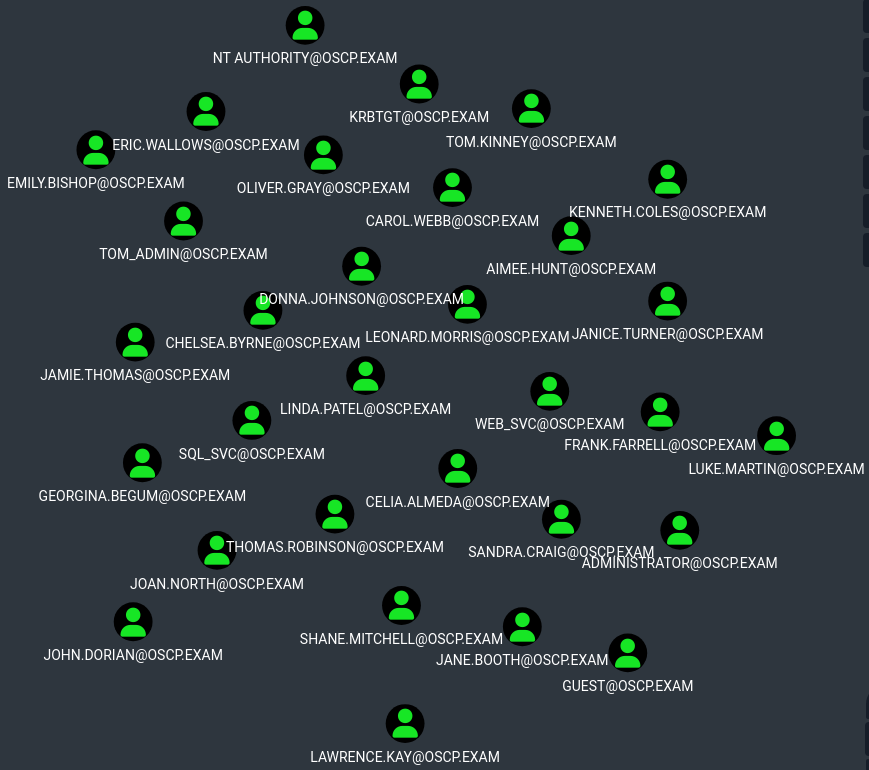 NT AUTHORITY@OSCP.EXAM
KRBTGT@OSCP.EXAM
TOM.KINNEY@OSCP.EXAM
ERIC.WALLOWS@OSCP.EXAM
EMILY.BISHOP@OSCP.EXAM
OLIVER.GRAY@OSCP.EXAM
CAROL.WEBB@OSCP.EXAM
KENNETH.COLES@OSCP.EXAM
TOM_ADMIN@OSCP.EXAM
AIMEE.HUNT@OSCP.EXAM
DONNA.JOHNSON@OSCP.EXAM
CHELSEA.BYRNE@OSCP.EXAM
LEONARD.MORRIS@OSCP.EXAM
JANICE.TURNER@OSCP.EXAM
JAMIE.THOMAS@OSCP.EXAM
LINDA.PATEL@OSCP.EXAM
WEB_SVC@OSCP.EXAM
FRANK.FARRELL@OSCP.EXAM
SQL_SVC@OSCP.EXAM
LUKE.MARTIN@OSCP.EXAM
GEORGINA.BEGUM@OSCP.EXAM
CELIA.ALMEDA@OSCP.EXAM
THOMAS.ROBINSON@OSCP.EXAM
SANDRA.CRAIG@OSCP.EXAM
ADMINISTRATOR@OSCP.EXAM
JOAN.NORTH@OSCP.EXAM
SHANE.MITCHELL@OSCP.EXAM
JOHN.DORIAN@OSCP.EXAM
JANE.BOOTH@OSCP.EXAM
GUEST@OSCP.EXAM
LAWRENCE.KAY@OSCP.EXAM